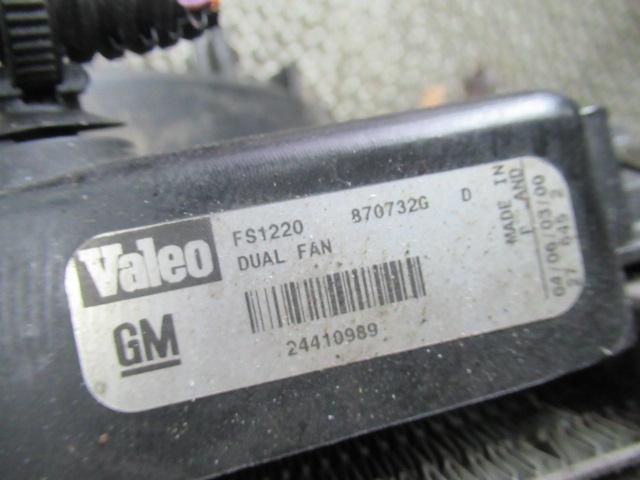 Valeo
FS1220 870732G D
DUAL FAN
GM
24410989
MADE IN
04/06 03/00